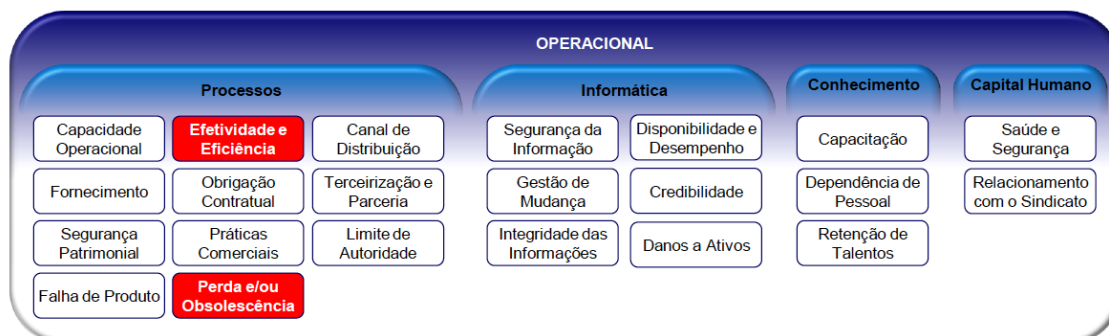 OPERACIONAL
Processos
Capacidade
Operacional
Efetividade e
Eficiência
Canal de
Distribuição
Fornecimento
Obrigação
Contratual
Terceirização e
Parceria
Segurança
Patrimonial
Práticas
Comerciais
Limite de
Autoridade
Falha de Produto
Perda e/ou
Obsolescência
Informática
Segurança da
Informação
Disponibilidade e
Desempenho
Gestão de
Mudança
Credibilidade
Integridade das
Informações
Danos a Ativos
Conhecimento
Capacitação
Dependência de
Pessoal
Retenção de
Talentos
Capital Humano
Saúde e
Segurança
Relacionamento
com o Sindicato